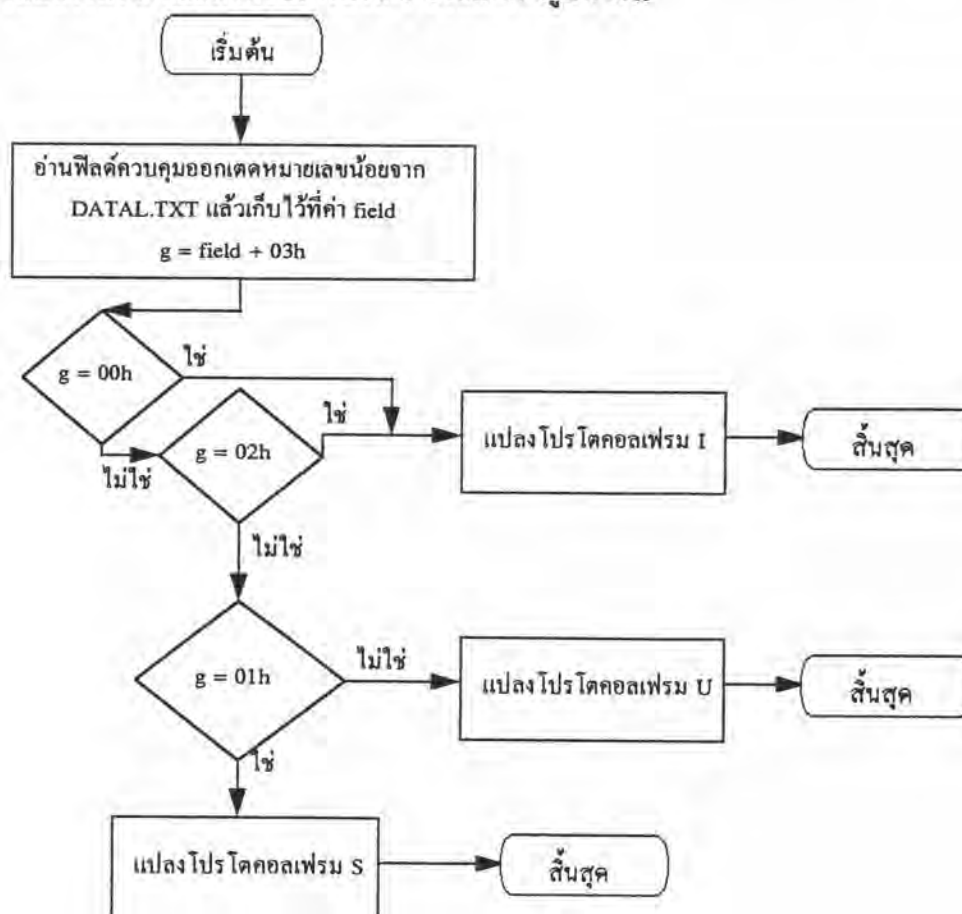 เริ่มต้น
อ่านฟิลด์ควบคุมออกเตตหมายเลขน้อยจาก
DATAL.TXT แล้วเก็บไว้ที่ค่า field
g = field + 03h
g = 00h
ใช่
ไม่ใช่
g = 02h
ใช่
แปลงโปรโตคอลเฟรม I
สิ้นสุด
ไม่ใช่
g = 01h
ไม่ใช่
แปลงโปรโตคอลเฟรม U
สิ้นสุด
ใช่
แปลงโปรโตคอลเฟรม S
สิ้นสุด